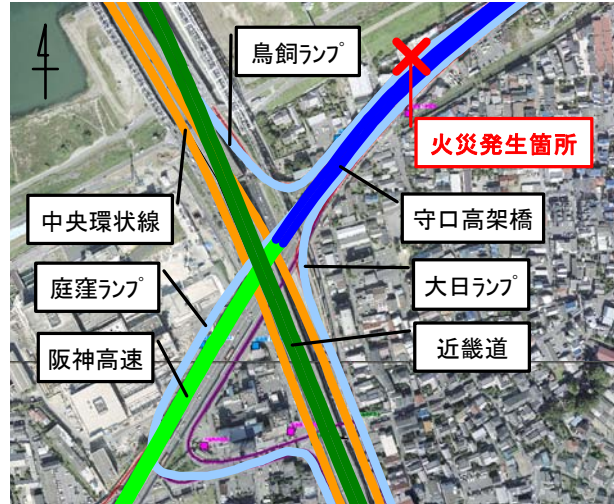 鳥飼ランプ
火災発生箇所
中央環状線
守口高架橋
庭窪ランプ
大日ランプ
阪神高速
近畿道